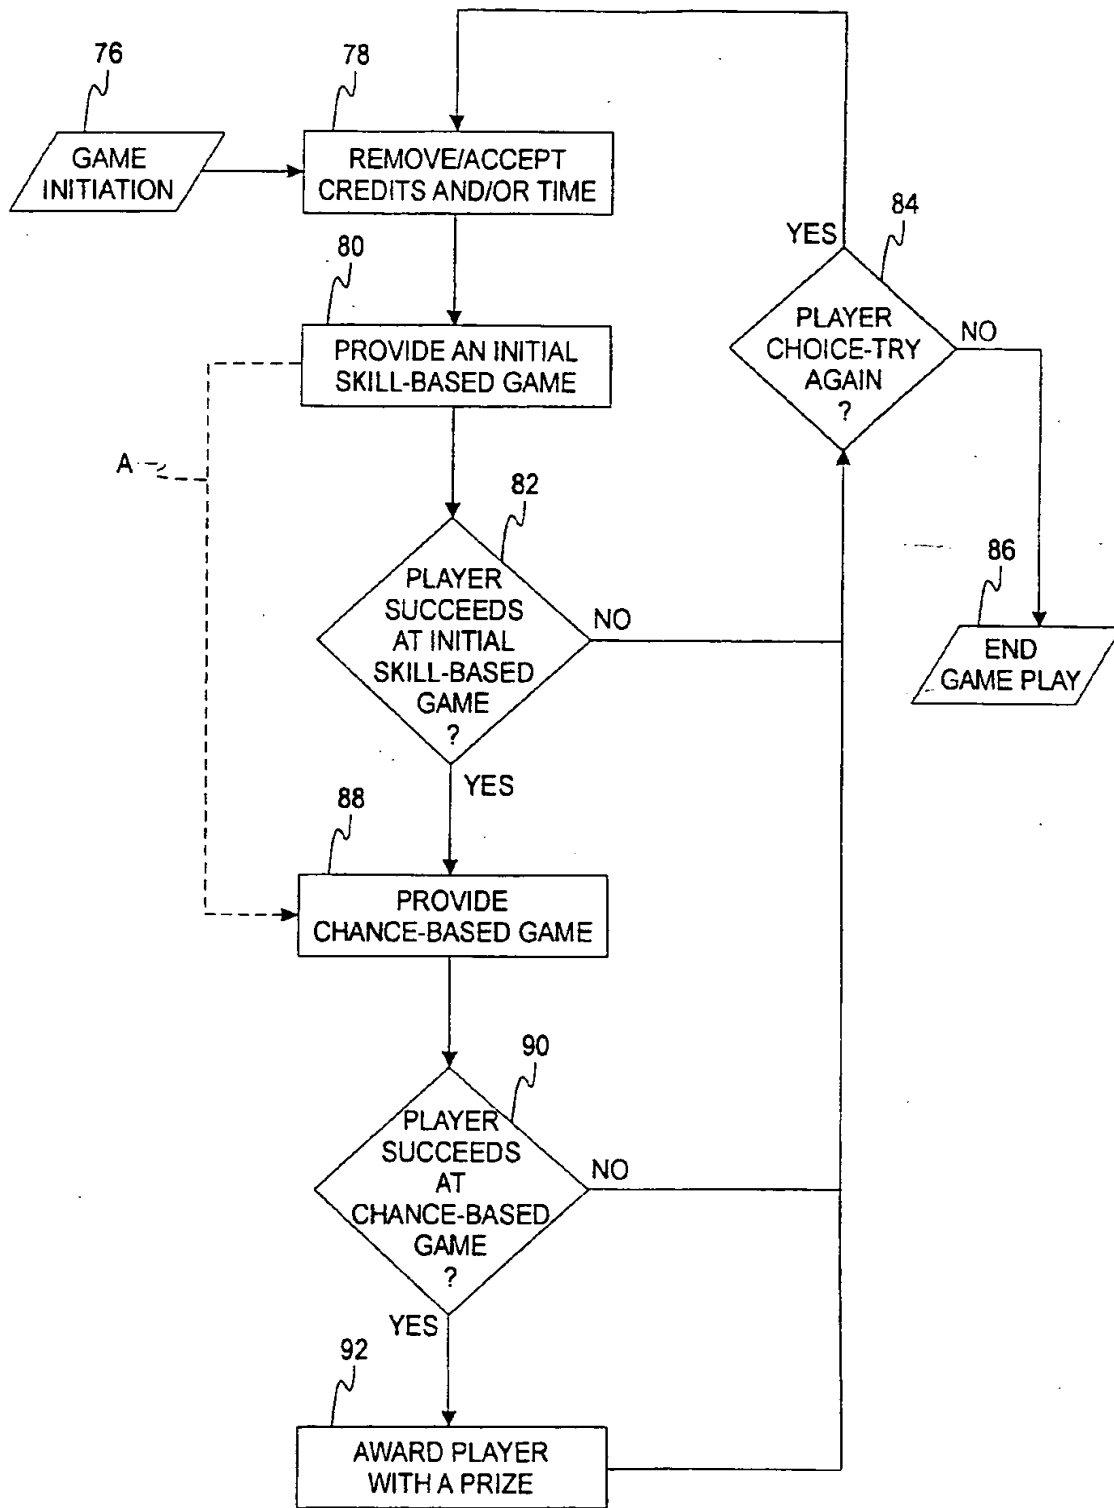 76
GAME
INITIATION
78
REMOVE/ACCEPT
CREDITS AND/OR TIME
80
PROVIDE AN INITIAL
SKILL-BASED GAME
A
82
PLAYER
SUCCEEDS
AT INITIAL
SKILL-BASED
GAME
?
NO
YES
84
YES
PLAYER
CHOICE-TRY
AGAIN
?
NO
86
END
GAME PLAY
88
PROVIDE
CHANCE-BASED GAME
90
PLAYER
SUCCEEDS
AT
CHANCE-BASED
GAME
?
NO
YES
92
AWARD PLAYER
WITH A PRIZE